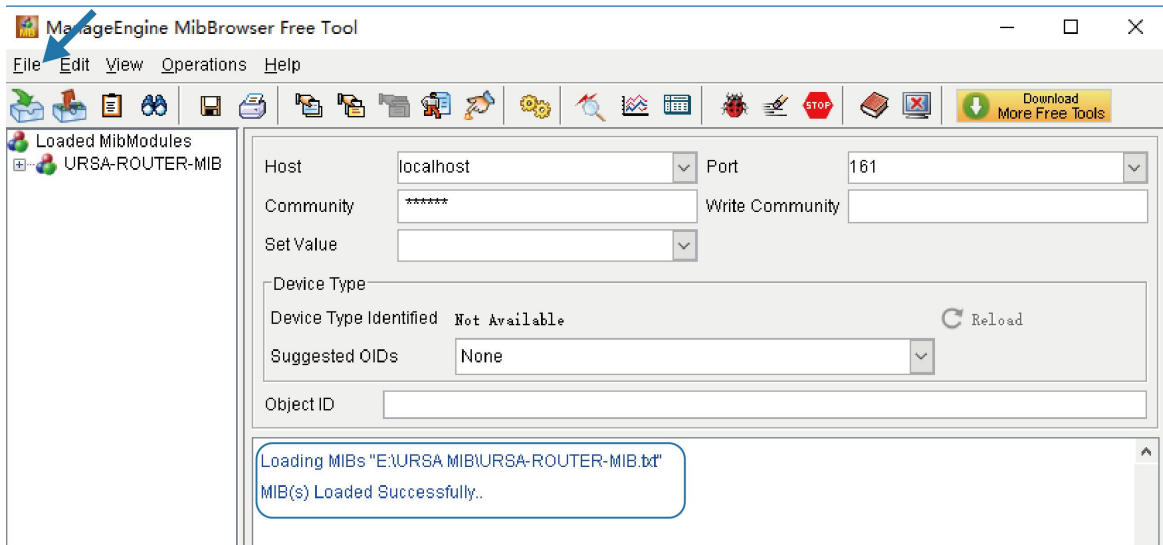 ManageEngine MibBrowser Free Tool
File Edit View Operations Help
STOP
Download
More Free Tools
Loaded MibModules
URSA-ROUTER-MIB
Host localhost Port 161
Community ****** Write Community
Set Value
Device Type
Device Type Identified Not Available Reload
Suggested OIDs None
Object ID
Loading MIBs "E:\URSA MIB\URSA-ROUTER-MIB.txt"
MIB(s) Loaded Successfully..